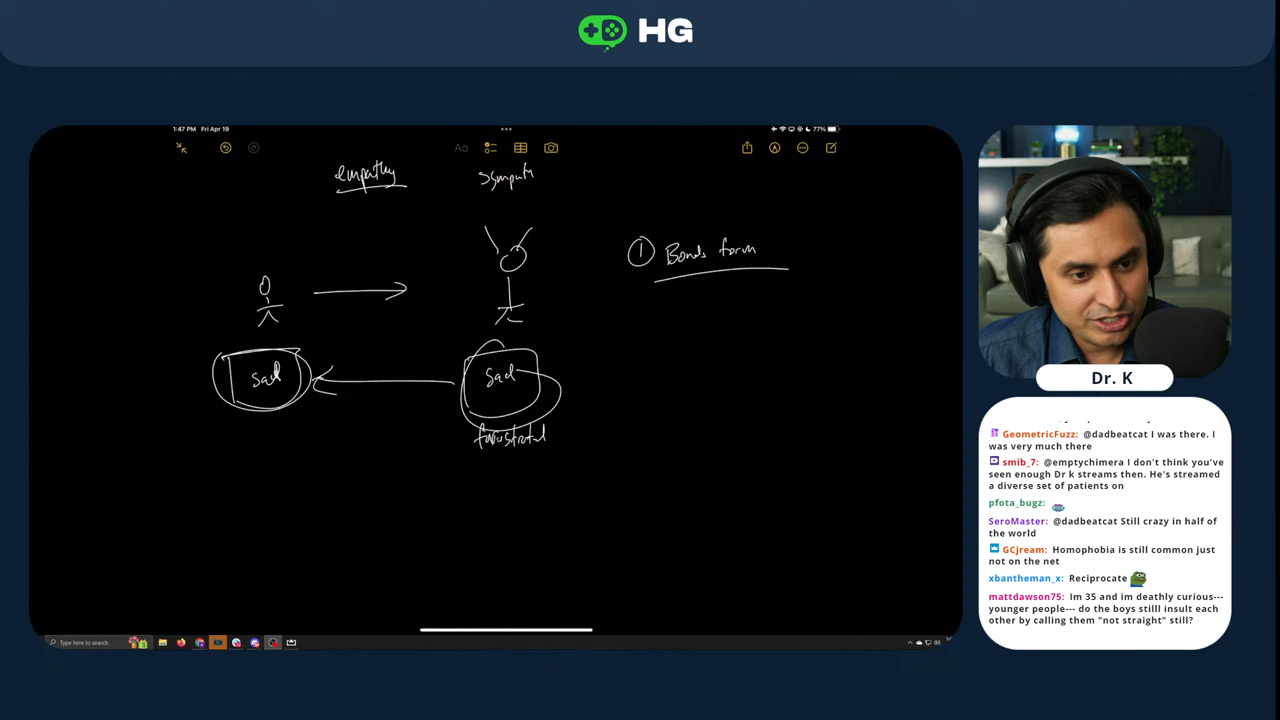 HG
1:47 PM Fri Apr 19
77%
Aa
empathy
sympath
1 Bonds form
sad
sad
Dr. K
GeometricFuzz: @dadbeatcat I was there. I
was very much there
smib_7: @emptychimera I don't think you've
seen enough Dr k streams then. He's streamed
a diverse set of patients on
pfota_bugz:
SeroMaster: @dadbeatcat Still crazy in half of
the world
GCjream: Homophobia is still common just
not on the net
xbantheman_x: Reciprocate
mattdawson75: Im 35 and im deathly curious---
younger people--- do the boys stilll insult each
other by calling them "not straight" still?
Type here to search